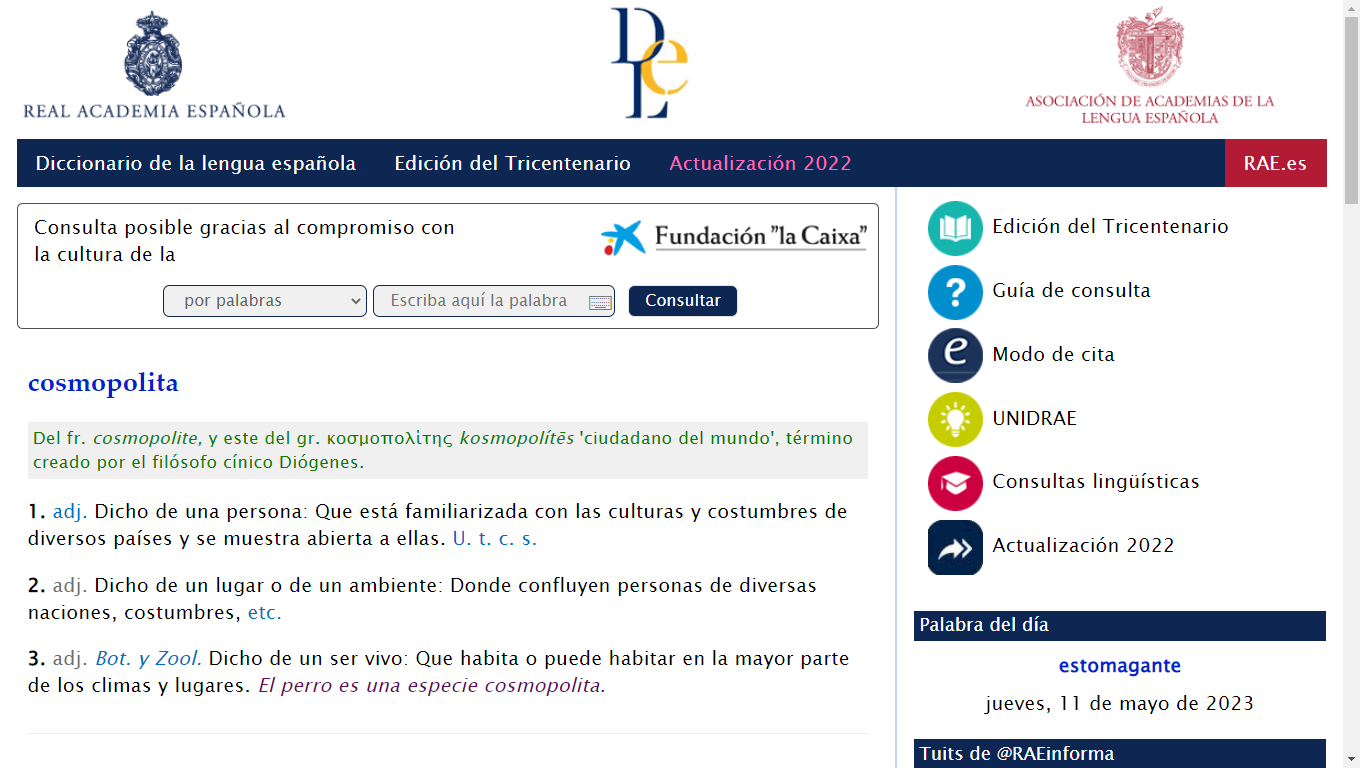 REAL ACADEMIA ESPAÑOLA
DLe
ASOCIACIÓN DE ACADEMIAS DE LA
LENGUA ESPAÑOLA
Diccionario de la lengua española Edición del Tricentenario Actualización 2022 RAE.es
Consulta posible gracias al compromiso con
la cultura de la
Fundación "la Caixa"
por palabras Escriba aquí la palabra Consultar
cosmopolita
Del fr. cosmopolite, y este del gr. κοσμοπολίτης kosmopolítēs 'ciudadano del mundo', término
creado por el filósofo cínico Diógenes.
1. adj. Dicho de una persona: Que está familiarizada con las culturas y costumbres de
diversos países y se muestra abierta a ellas. U. t. c. s.
2. adj. Dicho de un lugar o de un ambiente: Donde confluyen personas de diversas
naciones, costumbres, etc.
3. adj. Bot. y Zool. Dicho de un ser vivo: Que habita o puede habitar en la mayor parte
de los climas y lugares. El perro es una especie cosmopolita.
Edición del Tricentenario
? Guía de consulta
e Modo de cita
UNIDRAE
Consultas lingüísticas
Actualización 2022
Palabra del día
estomagante
jueves, 11 de mayo de 2023
Tuits de @RAEinforma